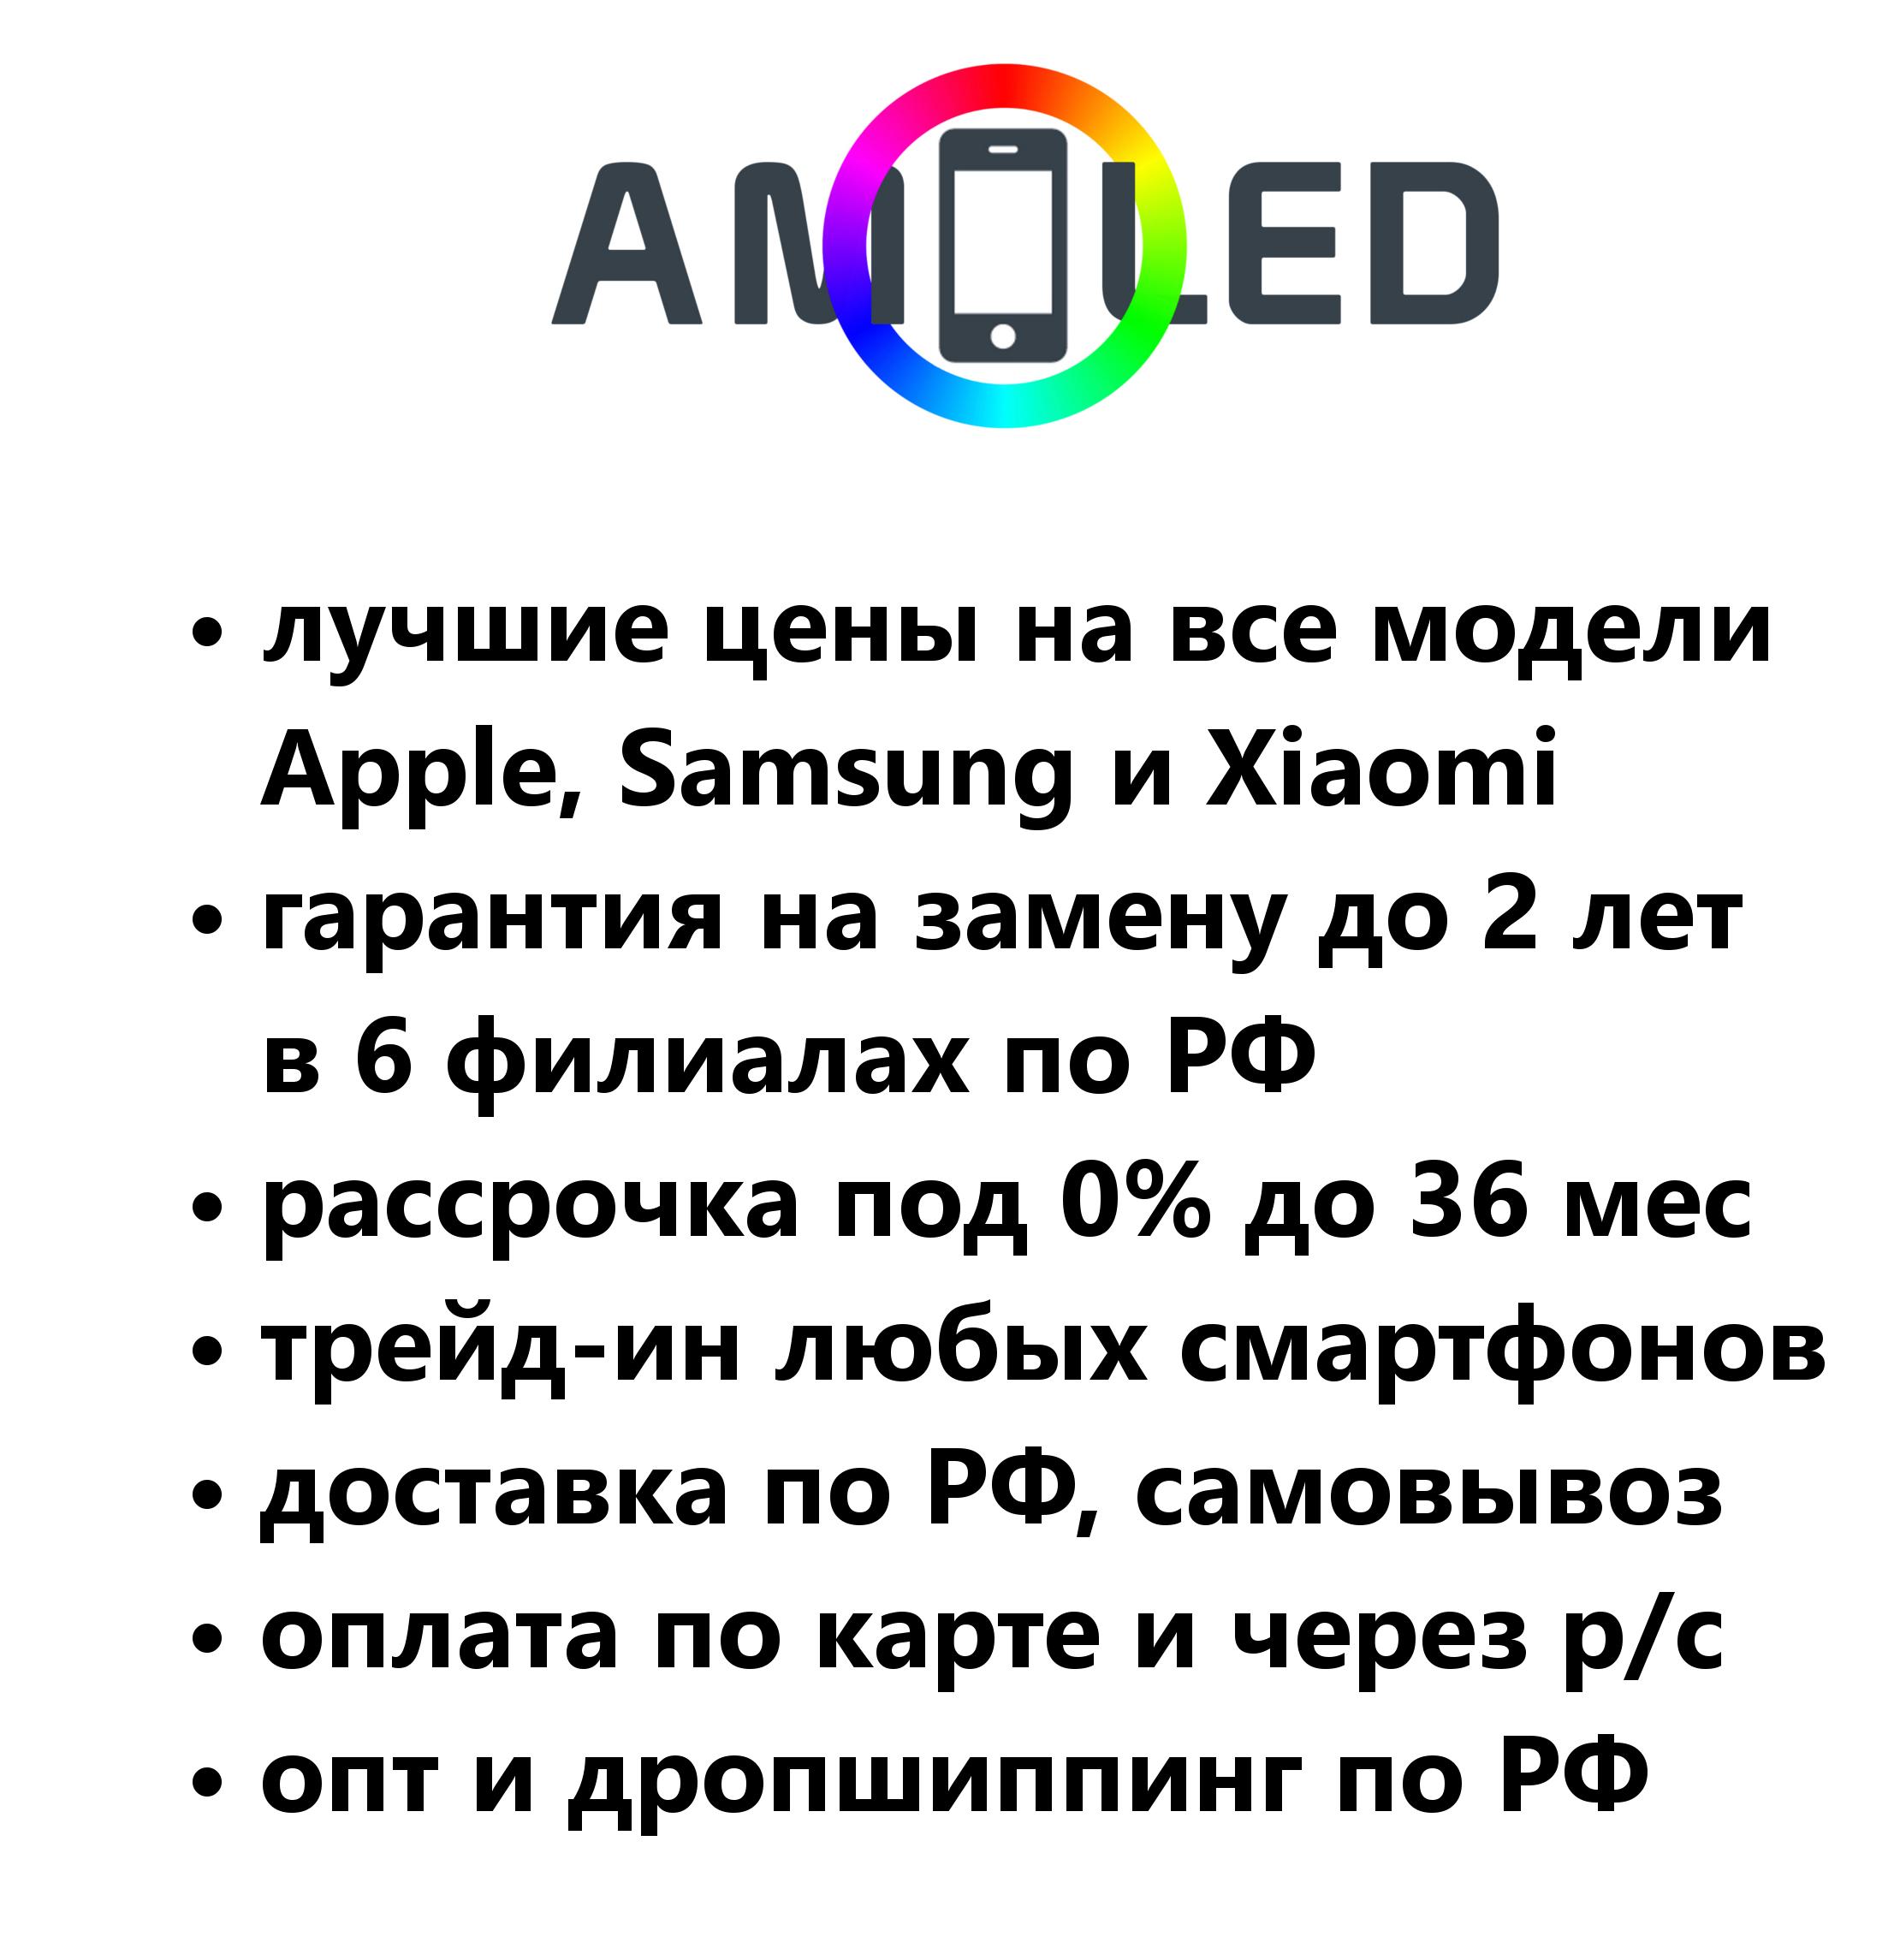 AMOLED
• лучшие цены на все модели
Apple, Samsung и Xiaomi
• гарантия на замену до 2 лет
в 6 филиалах по РФ
• рассрочка под 0% до 36 мес
• трейд-ин любых смартфонов
• доставка по РФ, самовывоз
• оплата по карте и через р/с
• опт и дропшиппинг по РФ